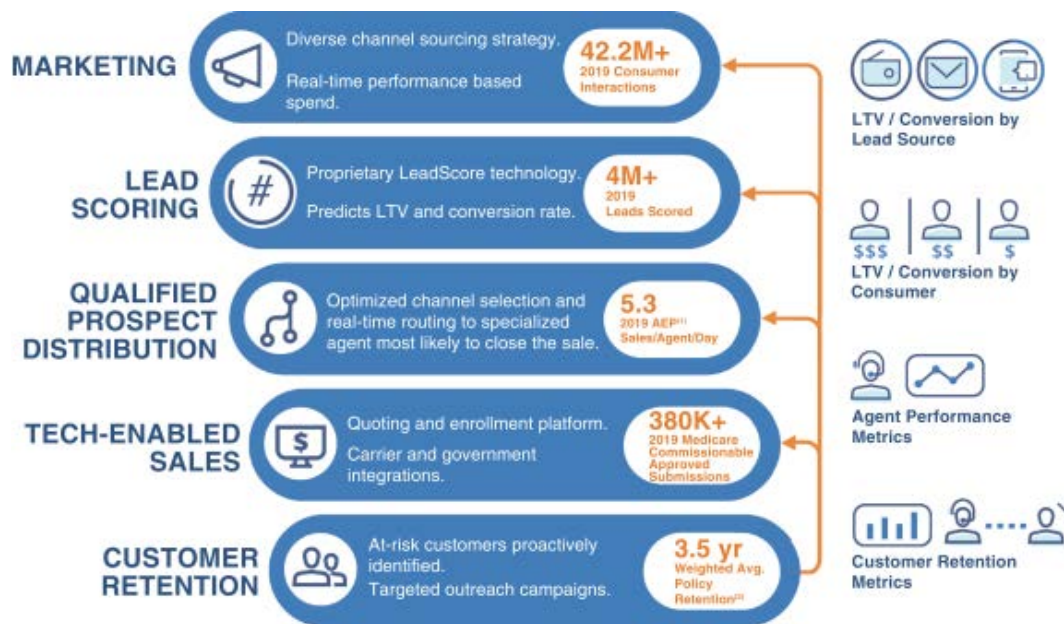 MARKETING
Diverse channel sourcing strategy.
Real-time performance based
spend.
42.2M+
2019 Consumer
Interactions
LEAD
SCORING
#
Proprietary LeadScore technology.
Predicts LTV and conversion rate.
4M+
2019
Leads Scored
QUALIFIED
PROSPECT
DISTRIBUTION
Optimized channel selection and
real-time routing to specialized
agent most likely to close the sale.
5.3
2019 AEP(1)
Sales/Agent/Day
TECH-ENABLED
SALES
$
Quoting and enrollment platform.
Carrier and government
integrations.
380K+
2019 Medicare
Commissionable
Approved
Submissions
CUSTOMER
RETENTION
At-risk customers proactively
identified.
Targeted outreach campaigns.
3.5 yr
Weighted Avg.
Policy
Retention(2)
LTV / Conversion by
Lead Source
$$$ $$ $
LTV / Conversion by
Consumer
Agent Performance
Metrics
Customer Retention
Metrics